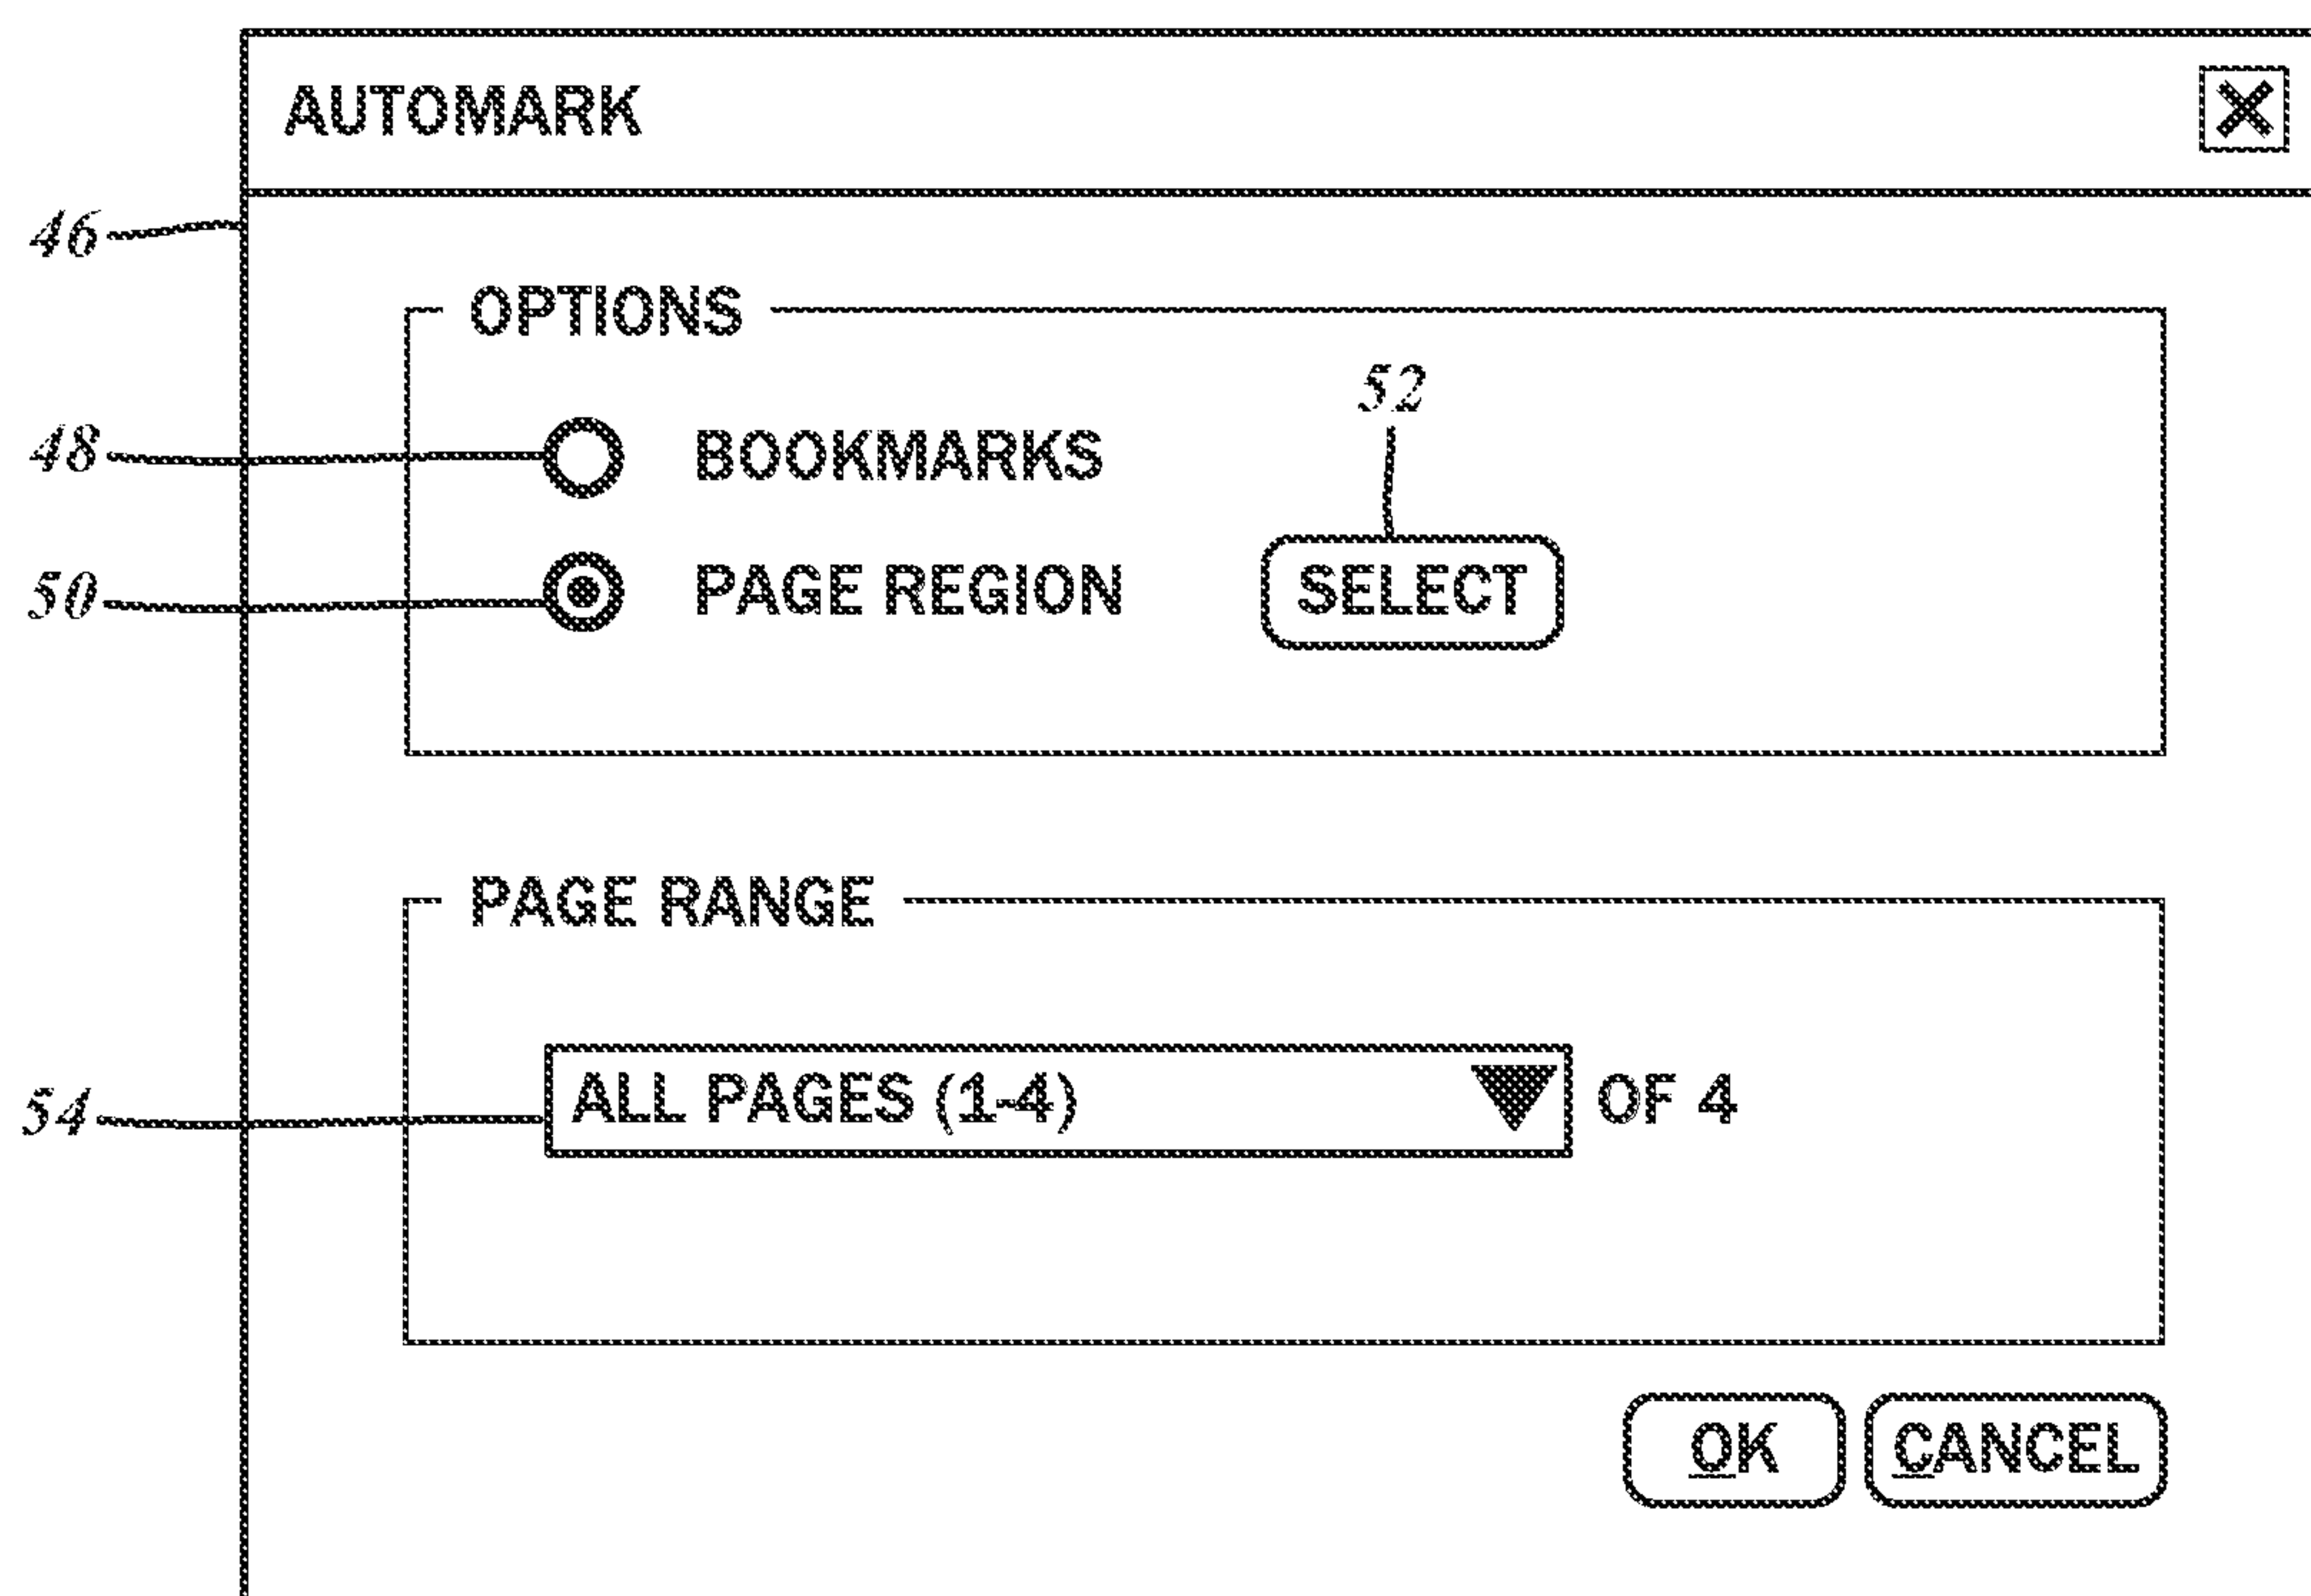 AUTOMARK
46
OPTIONS
52
48 BOOKMARKS
50 PAGE REGION SELECT
PAGE RANGE
54 ALL PAGES (1-4) OF 4
OK CANCEL